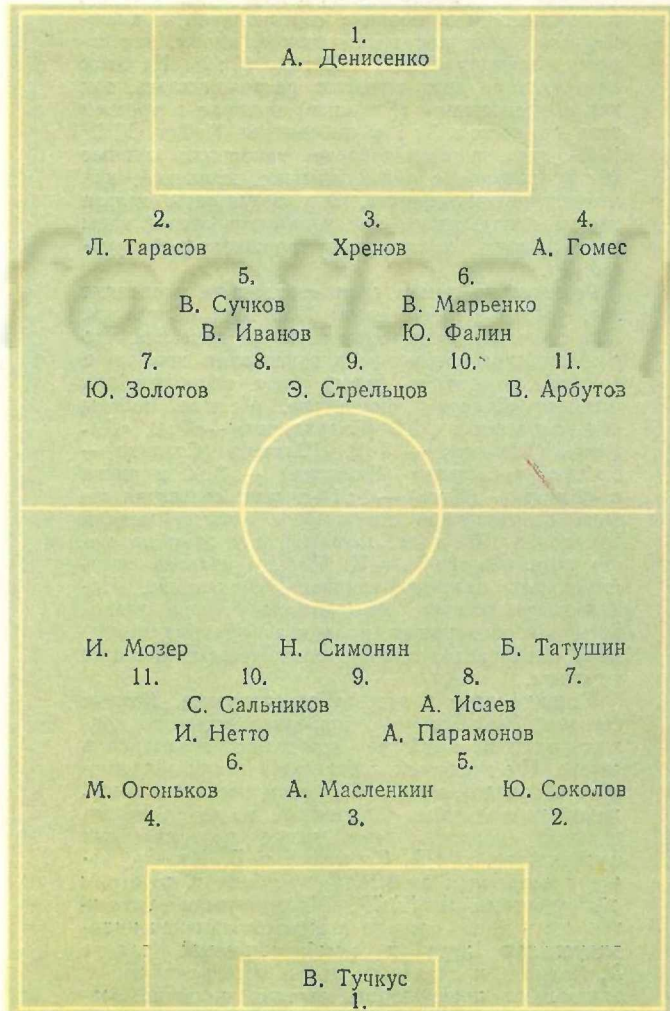 1.
А. Денисенко
2. 3. 4.
Л. Тарасов Хренов А. Гомес
5. 6.
В. Сучков В. Марьенко
В. Иванов Ю. Фалин
7. 8. 9. 10. 11.
Ю. Золотов Э. Стрельцов В. Арбутов
И. Мозер Н. Симонян Б. Татушин
11. 10. 9. 8. 7.
С. Сальников А. Исаев
И. Нетто А. Парамонов
6. 5.
М. Огоньков А. Масленкин Ю. Соколов
4. 3. 2.
В. Тучкус
1.